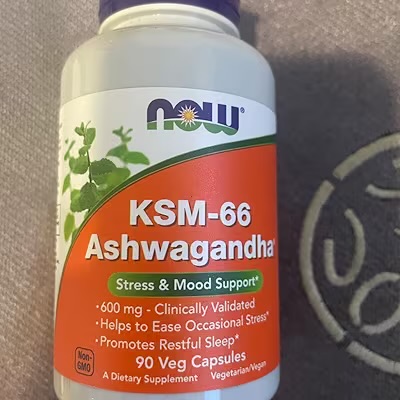 NOW®
KSM-66
Ashwagandha
Stress & Mood Support*
• 600 mg - Clinically Validated
• Helps to Ease Occasional Stress*
• Promotes Restful Sleep*
90 Veg Capsules
Non-
GMO
A Dietary Supplement Vegetarian/Vegan